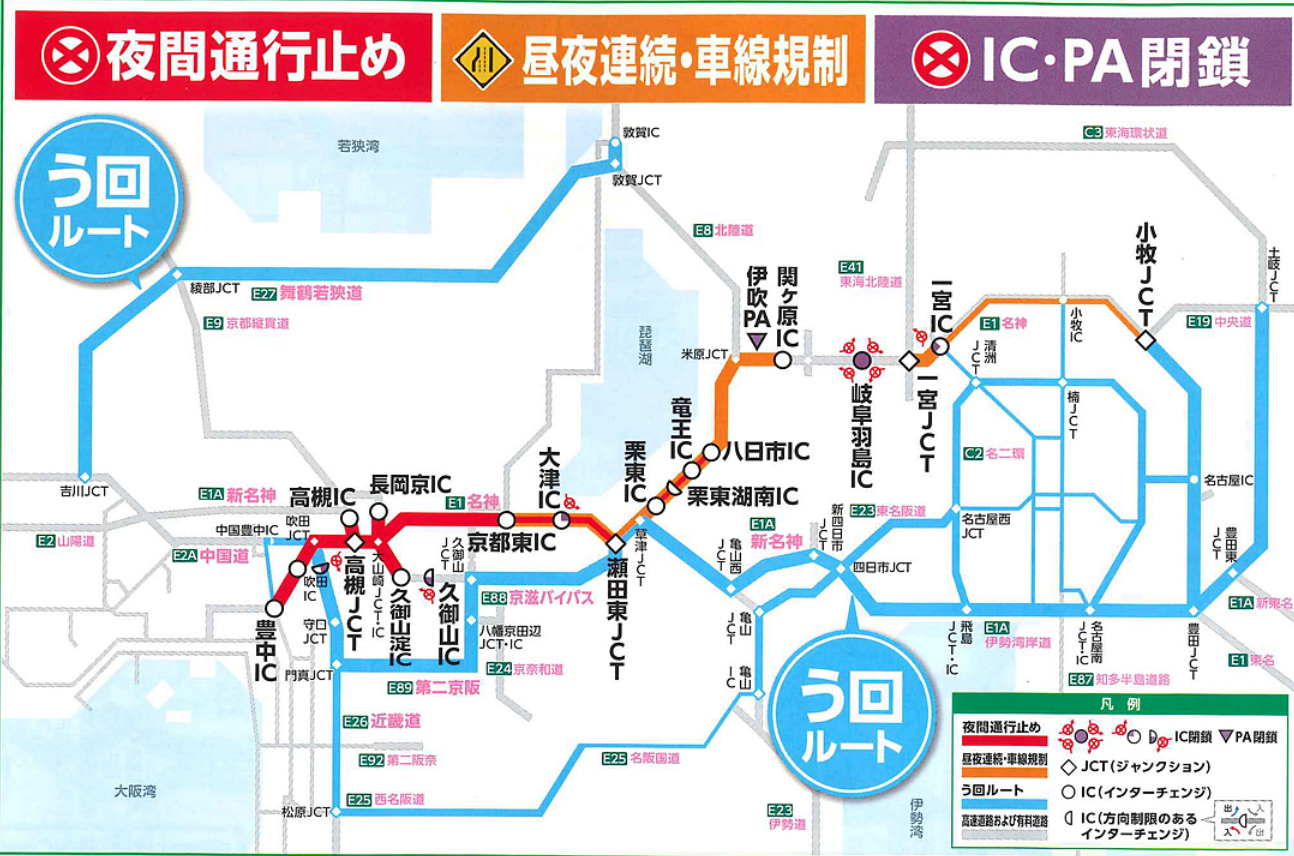 夜間通行止め
昼夜連続・車線規制
IC・PA閉鎖
う回
ルート
若狭湾
敦賀IC
敦賀JCT
C3 東海環状道
E8 北陸道
綾部JCT
E27 舞鶴若狭道
E9 京都縦貫道
琵琶湖
米原JCT
伊吹PA
関ヶ原IC
E41
東海北陸道
一宮IC
小牧JCT
土岐JCT
E1 名神
小牧IC
E19 中央道
清洲JCT
岐阜羽島IC
一宮JCT
楠JCT
C2 名二環
名古屋IC
吉川JCT
E1A 新名神
高槻IC
長岡京IC
E1 名神
大津IC
栗東IC
竜王IC
八日市IC
栗東湖南IC
E1A
新名神
新四日市JCT
E23 東名阪道
名古屋西
JCT
豊田東JCT
E2 山陽道
中国豊中IC
吹田
JCT
E2A 中国道
京都東IC
久御山JCT
草津JCT
亀山西JCT
四日市JCT
吹田
IC
高槻JCT
大山崎JCT・IC
久御山淀IC
久御山IC
瀬田東JCT
E88 京滋バイパス
豊中IC
守口
JCT
八幡京田辺
JCT・IC
亀山JCT
飛島JCT・IC
E1A
伊勢湾岸道
名古屋南JCT・IC
豊田JCT
E1A 新東名
門真JCT
E24 京奈和道
E89 第二京阪
亀山IC
E87 知多半島道路
E1 東名
E26 近畿道
E92 第二阪奈
E25 名阪国道
う回
ルート
大阪湾
E25 西名阪道
松原JCT
E23
伊勢道
伊勢湾
凡例
夜間通行止め
IC閉鎖
PA閉鎖
昼夜連続・車線規制
JCT(ジャンクション)
う回ルート
IC(インターチェンジ)
高速道路および有料道路
IC(方向制限のある
インターチェンジ)
出
入
入
出